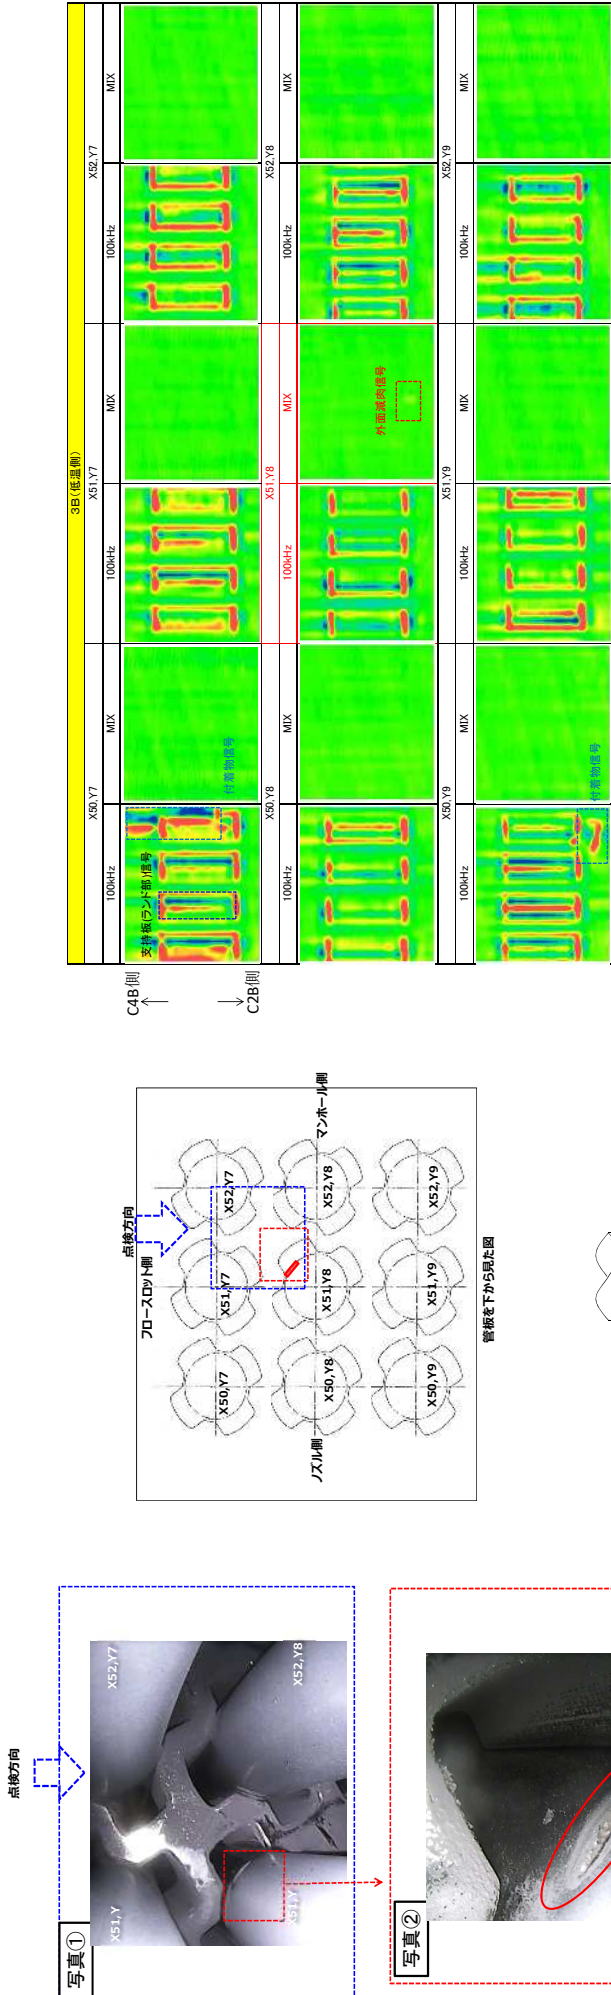 点検方向
写真①
X51,Y
X52,Y7
X51,Y
X52,Y8
写真②
フロースロット側
点検方向
X50,Y7
X51,Y7
X52,Y7
ノズル側
X50,Y8
X51,Y8
X52,Y8
マンホール側
X50,Y9
X51,Y9
X52,Y9
管板を下から見た図
C4B側
C2B側
3B(低温側)
X50,Y7
X51,Y7
X52,Y7
100kHz
MIX
100kHz
MIX
100kHz
MIX
支持板(ランド部)信号
付着物信号
X50,Y8
X51,Y8
X52,Y8
100kHz
MIX
100kHz
MIX
100kHz
MIX
外面減肉信号
X50,Y9
X51,Y9
X52,Y9
100kHz
MIX
100kHz
MIX
100kHz
MIX
付着物信号